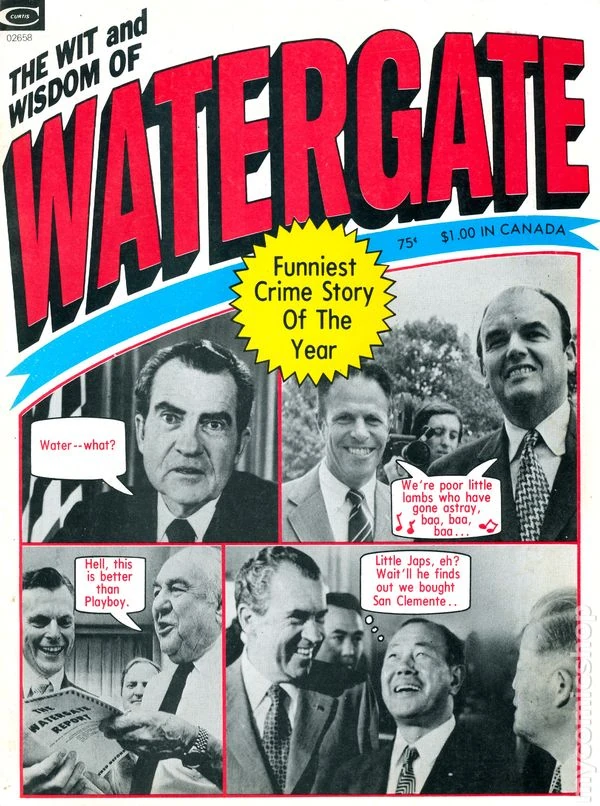 CURTIS
02658
THE WIT and
WISDOM OF
WATERGATE
75¢ $1.00 IN CANADA
Funniest
Crime Story
Of The
Year
Water--what?
We're poor little
lambs who have
gone astray,
baa, baa,
baa...
Hell, this
is better
than
Playboy.
Little Japs, eh?
Wait'll he finds
out we bought
San Clemente..
THE
WATERGATE
REPORT
mycomicshop